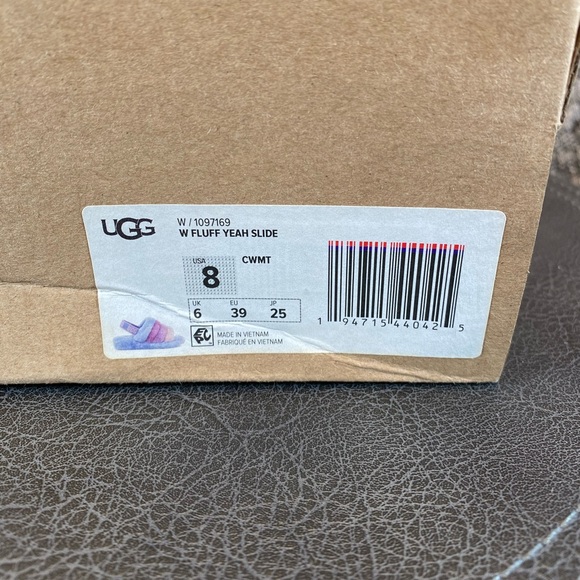 UGG
W / 1097169
W FLUFF YEAH SLIDE
USA
8
CWMT
UK EU JP
6 39 25
MADE IN VIETNAM
FABRIQUÉ EN VIETNAM
1 94715 44042 5